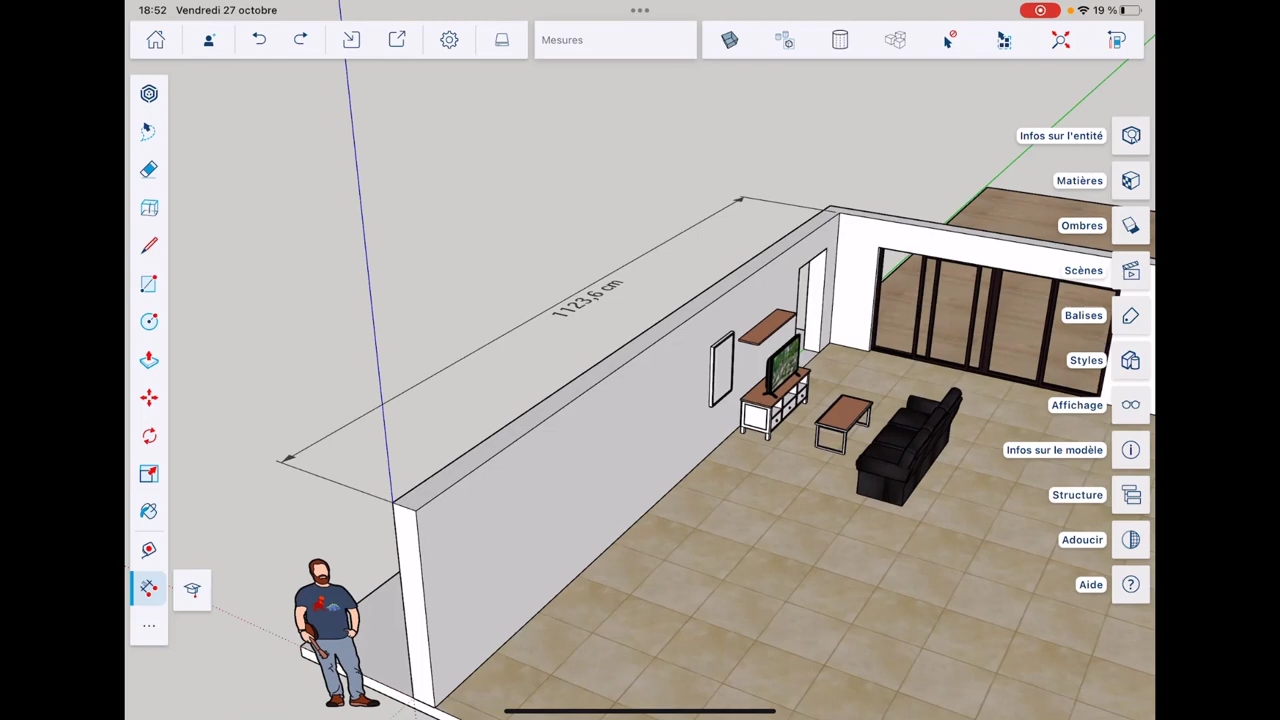 18:52 Vendredi 27 octobre
19 %
Mesures
Infos sur l'entité
Matières
Ombres
Scènes
Balises
Styles
Affichage
Infos sur le modèle
Structure
Adoucir
Aide
1123,6 cm